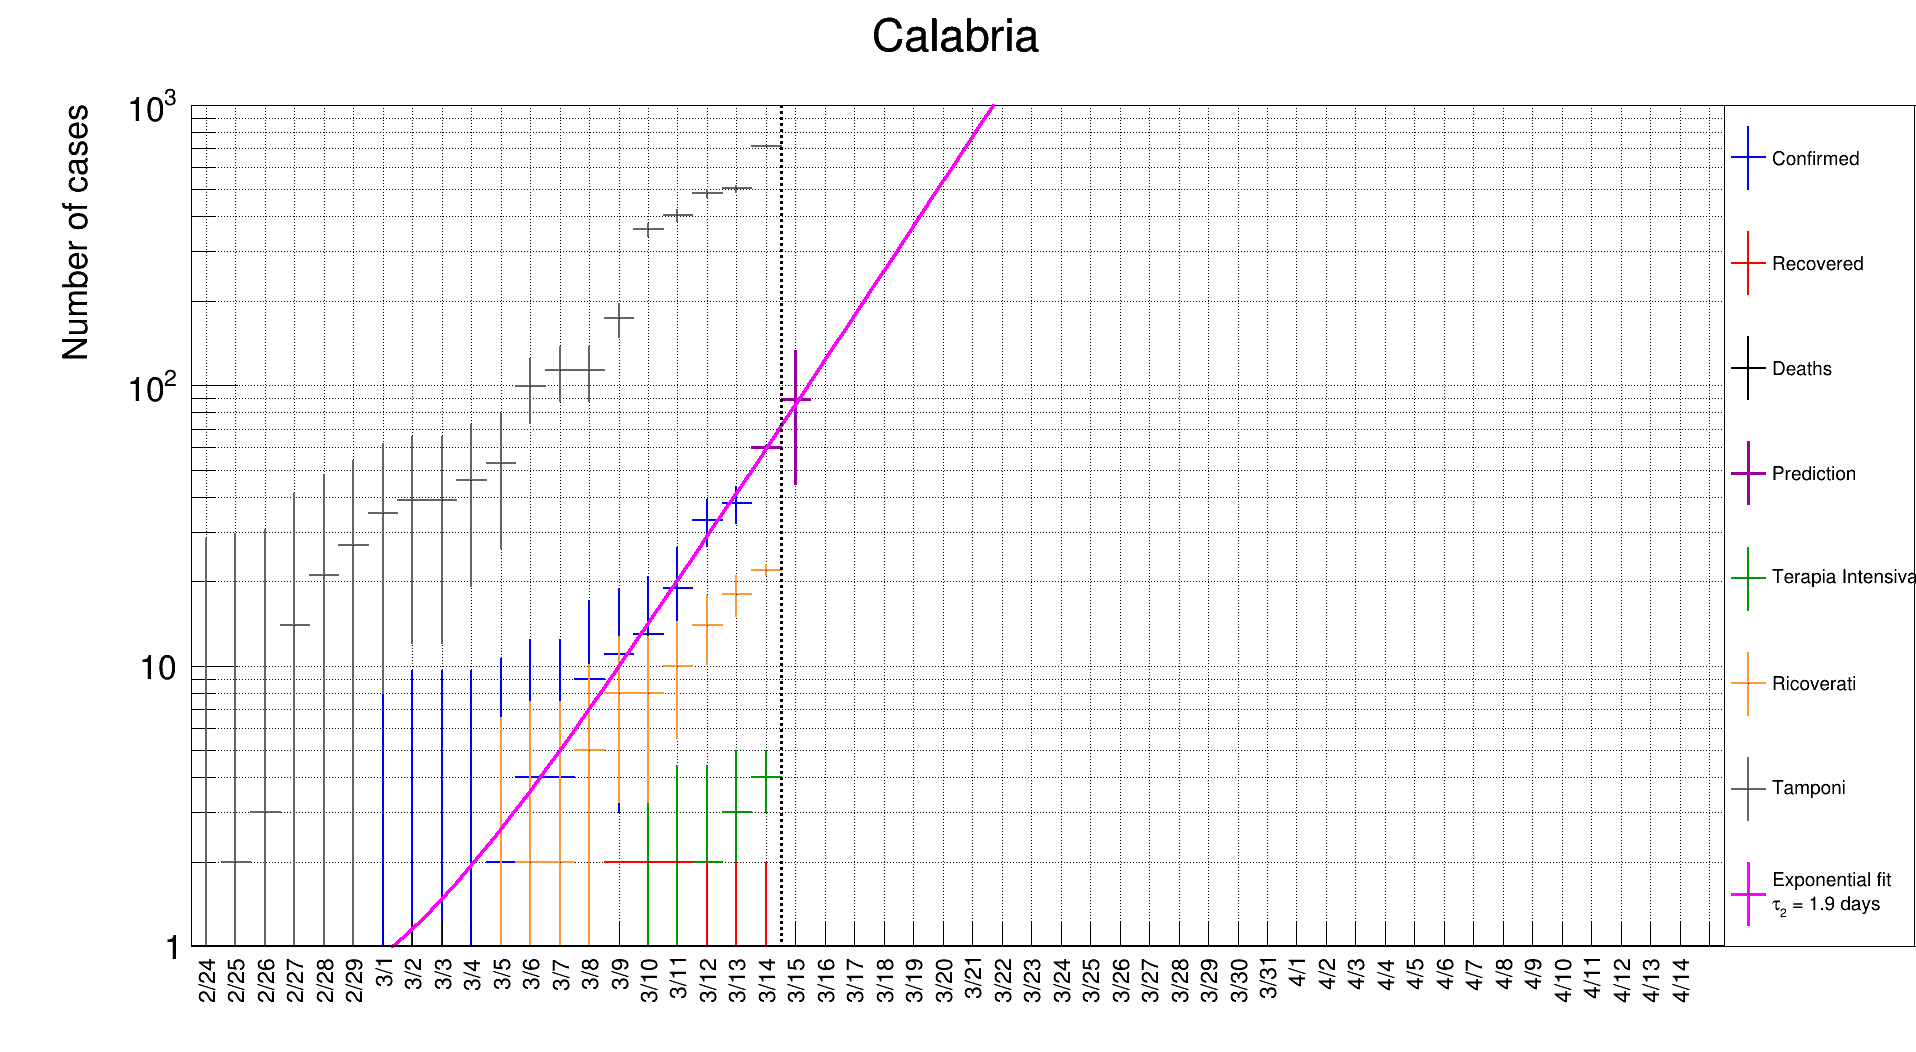 Calabria
Number of cases
10³
10²
10
1
2/24 2/25 2/26 2/27 2/28 2/29 3/1 3/2 3/3 3/4 3/5 3/6 3/7 3/8 3/9 3/10 3/11 3/12 3/13 3/14 3/15 3/16 3/17 3/18 3/19 3/20 3/21 3/22 3/23 3/24 3/25 3/26 3/27 3/28 3/29 3/30 3/31 4/1 4/2 4/3 4/4 4/5 4/6 4/7 4/8 4/9 4/10 4/11 4/12 4/13 4/14
Confirmed
Recovered
Deaths
Prediction
Terapia Intensiva
Ricoverati
Tamponi
Exponential fit
τ₂ = 1.9 days